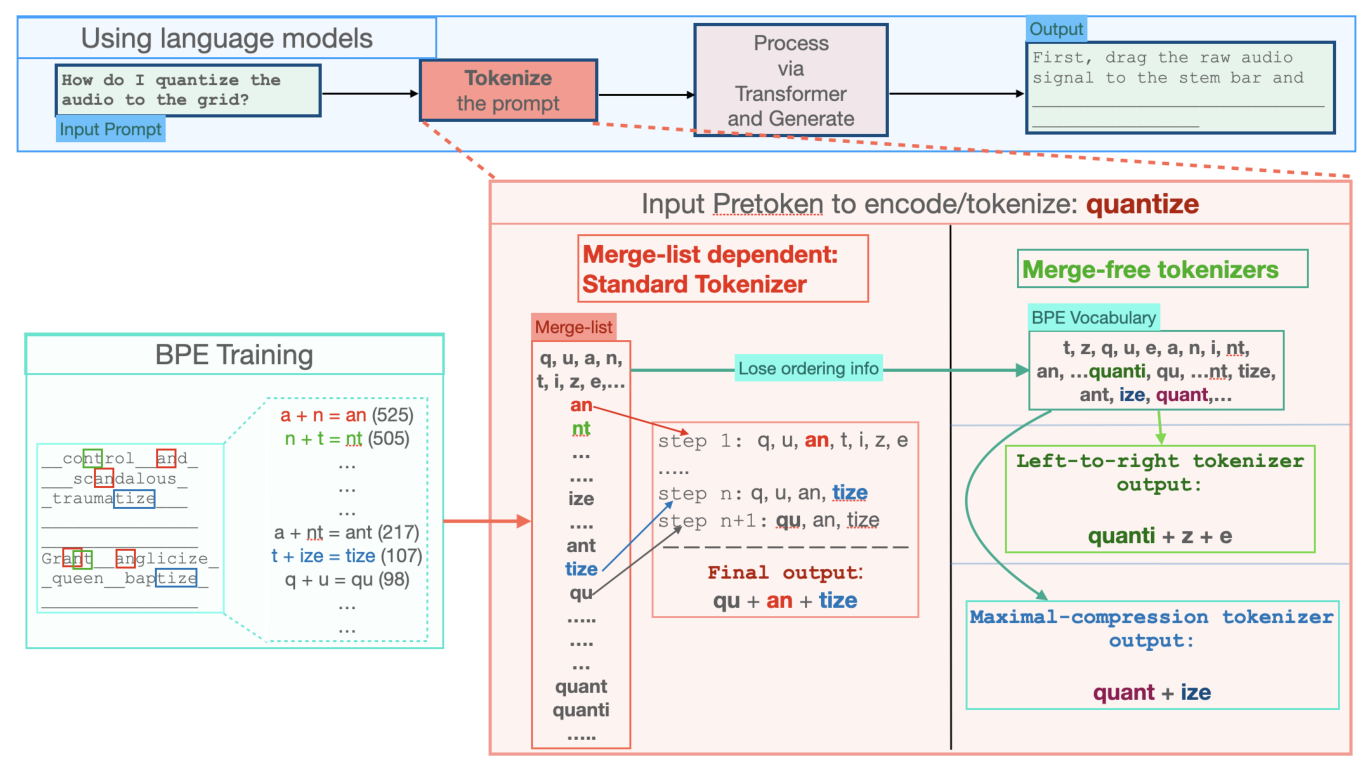 Using language models
How do I quantize the
audio to the grid?
Input Prompt
Tokenize
the prompt
Process
via
Transformer
and Generate
Output
First, drag the raw audio
signal to the stem bar and
Input Pretoken to encode/tokenize: quantize
BPE Training
__control__and_
___scandalous_
_traumatize___
Grant__anglicize_
_queen__baptize_
a + n = an (525)
n + t = nt (505)
...
...
...
a + nt = ant (217)
t + ize = tize (107)
q + u = qu (98)
...
...
Merge-list dependent:
Standard Tokenizer
Merge-list
q, u, a, n,
t, i, z, e,...
an
nt
...
....
ize
....
ant
tize
qu
.....
....
...
quant
quanti
.....
step 1: q, u, an, t, i, z, e
.....
step n: q, u, an, tize
step n+1: qu, an, tize
Final output:
qu + an + tize
Lose ordering info
Merge-free tokenizers
BPE Vocabulary
t, z, q, u, e, a, n, i, nt,
an, ...quanti, qu, ...nt, tize,
ant, ize, quant,...
Left-to-right tokenizer
output:
quanti + z + e
Maximal-compression tokenizer
output:
quant + ize